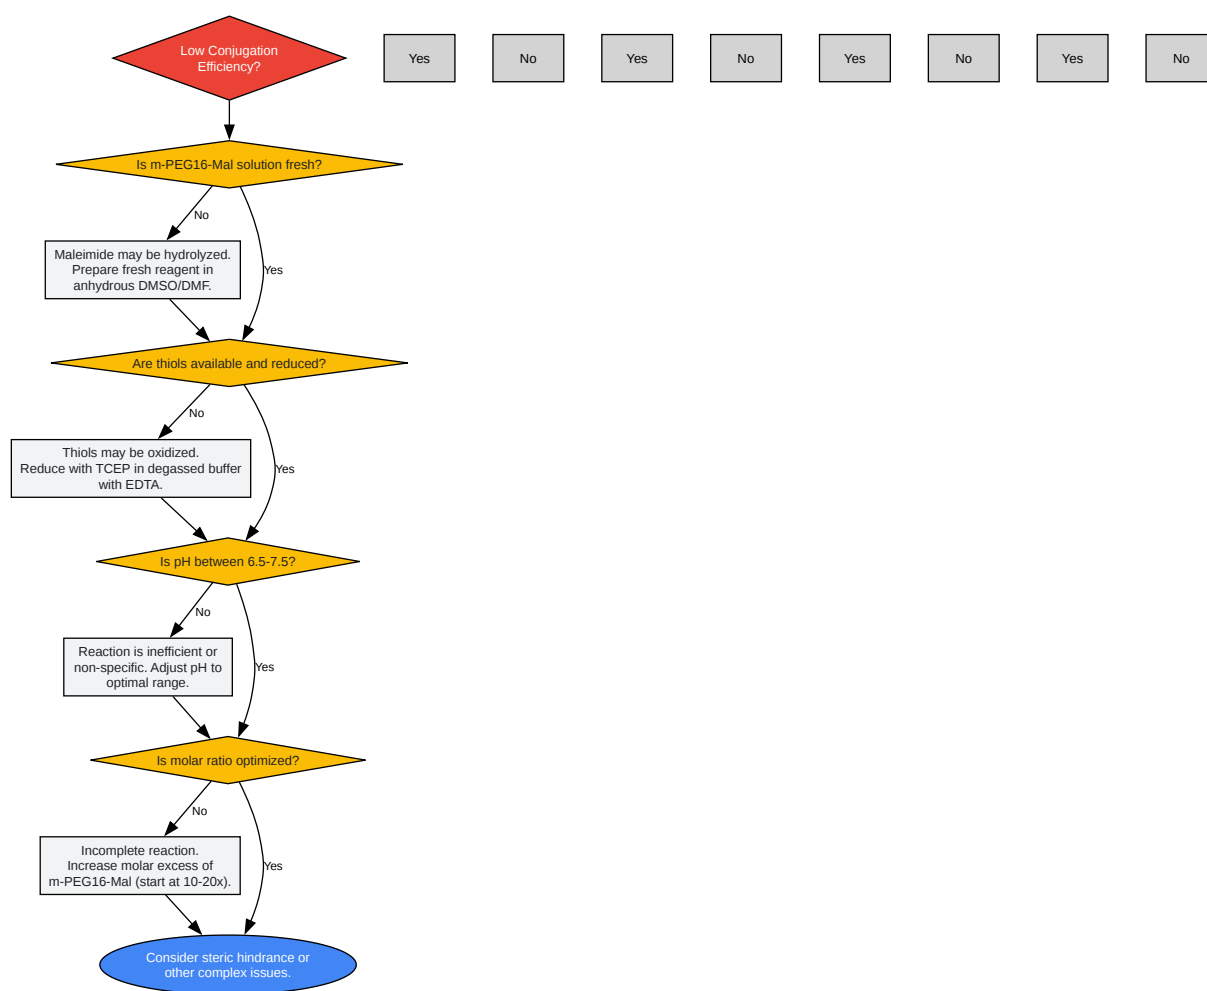 Low Conjugation
Efficiency?
Yes
No
Yes
No
Yes
No
Yes
No
Is m-PEG16-Mal solution fresh?
No
Maleimide may be hydrolyzed.
Prepare fresh reagent in
anhydrous DMSO/DMF.
Yes
Are thiols available and reduced?
No
Thiols may be oxidized.
Reduce with TCEP in degassed buffer
with EDTA.
Yes
Is pH between 6.5-7.5?
No
Reaction is inefficient or
non-specific. Adjust pH to
optimal range.
Yes
Is molar ratio optimized?
No
Incomplete reaction.
Increase molar excess of
m-PEG16-Mal (start at 10-20x).
Yes
Consider steric hindrance or
other complex issues.